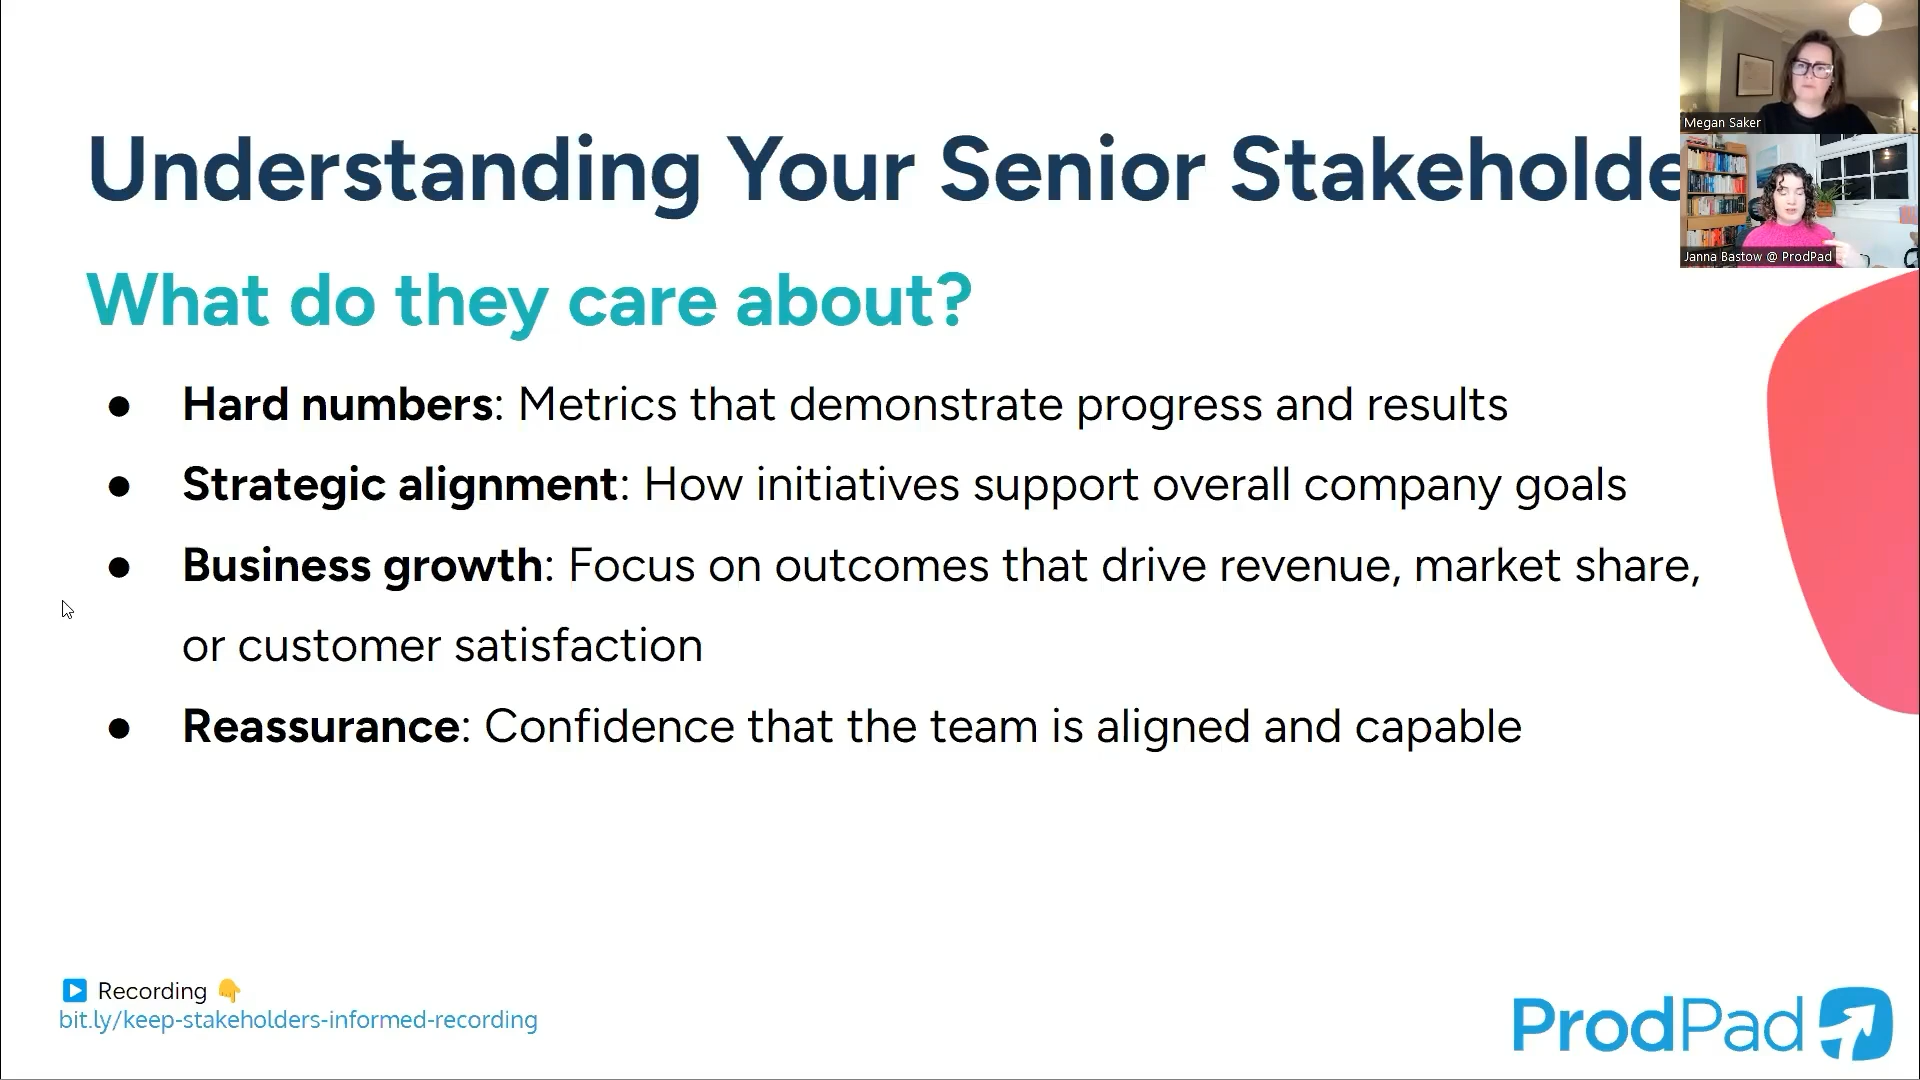 Understanding Your Senior Stakeholde
What do they care about?
● Hard numbers: Metrics that demonstrate progress and results
● Strategic alignment: How initiatives support overall company goals
● Business growth: Focus on outcomes that drive revenue, market share,
or customer satisfaction
● Reassurance: Confidence that the team is aligned and capable
Megan Saker
Janna Bastow @ ProdPad
Recording
bit.ly/keep-stakeholders-informed-recording
ProdPad